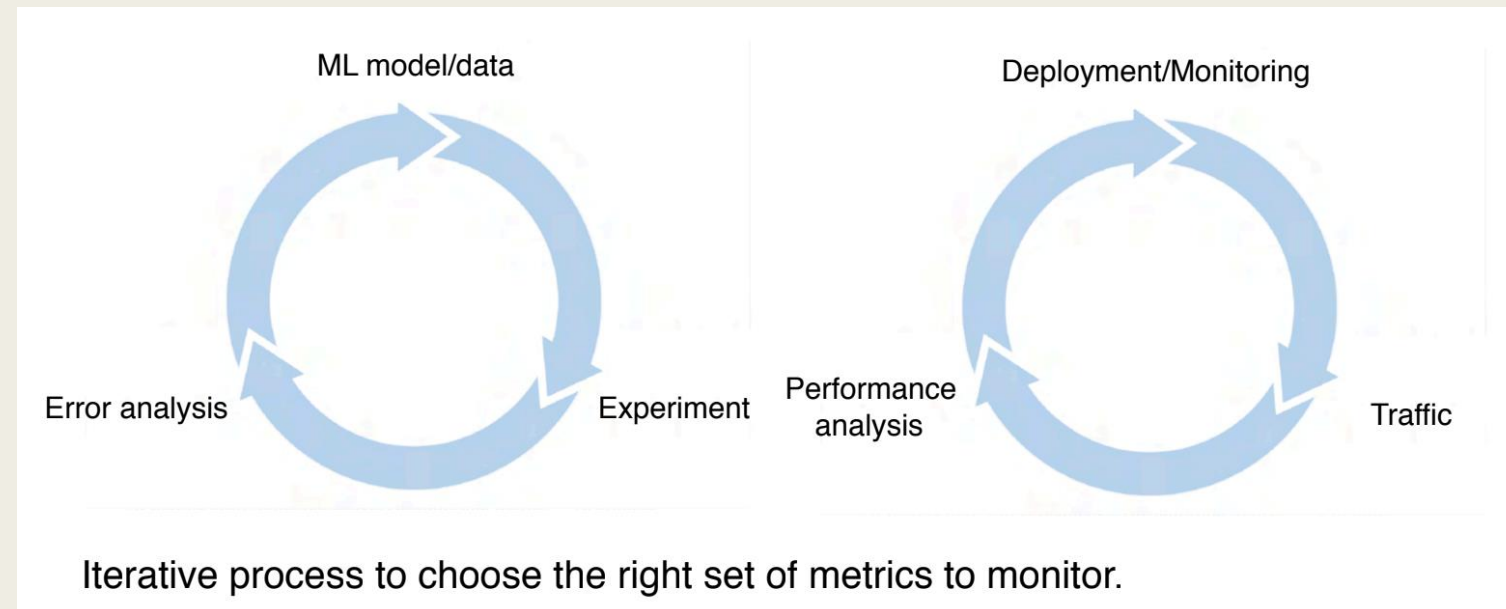 ML model/data
Experiment
Error analysis
Deployment/Monitoring
Traffic
Performance
analysis
Iterative process to choose the right set of metrics to monitor.